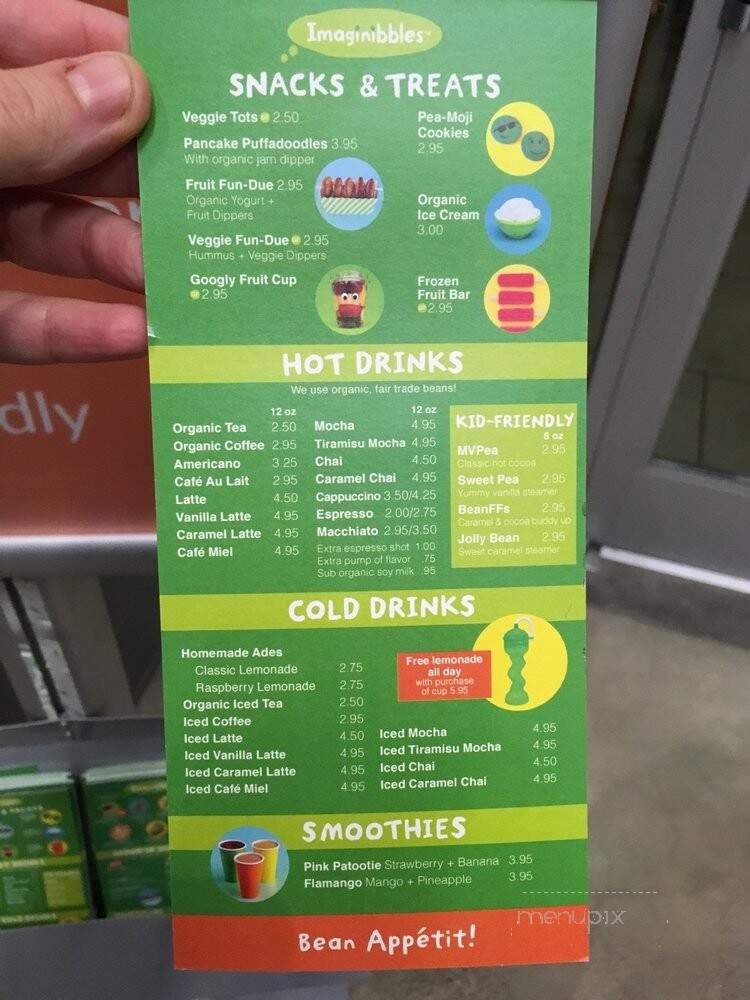 Imaginibbles™
SNACKS & TREATS
Veggie Tots 2.50
Pancake Puffadoodles 3.95
With organic jam dipper
Fruit Fun-Due 2.95
Organic Yogurt +
Fruit Dippers
Veggie Fun-Due 2.95
Hummus + Veggie Dippers
Googly Fruit Cup
2.95
Pea-Moji
Cookies
2.95
Organic
Ice Cream
3.00
Frozen
Fruit Bar
2.95
HOT DRINKS
We use organic, fair trade beans!
12 oz
Organic Tea 2.50
Organic Coffee 2.95
Americano 3.25
Café Au Lait 2.95
Latte 4.50
Vanilla Latte 4.95
Caramel Latte 4.95
Café Miel 4.95
12 oz
Mocha 4.95
Tiramisu Mocha 4.95
Chai 4.50
Caramel Chai 4.95
Cappuccino 3.50/4.25
Espresso 2.00/2.75
Macchiato 2.95/3.50
Extra espresso shot 1.00
Extra pump of flavor .75
Sub organic soy milk .95
KID-FRIENDLY
8 oz
MVPea 2.95
Classic hot cocoa
Sweet Pea 2.95
Yummy vanilla steamer
BeanFFs 2.95
Caramel & cocoa buddy up
Jolly Bean 2.95
Sweet caramel steamer
COLD DRINKS
Homemade Ades
Classic Lemonade 2.75
Raspberry Lemonade 2.75
Organic Iced Tea 2.50
Iced Coffee 2.95
Iced Latte 4.50
Iced Vanilla Latte 4.95
Iced Caramel Latte 4.95
Iced Café Miel 4.95
Free lemonade
all day
with purchase
of cup 5.95
Iced Mocha 4.95
Iced Tiramisu Mocha 4.95
Iced Chai 4.50
Iced Caramel Chai 4.95
SMOOTHIES
Pink Patootie Strawberry + Banana 3.95
Flamango Mango + Pineapple 3.95
Bean Appétit!
dly
menupix